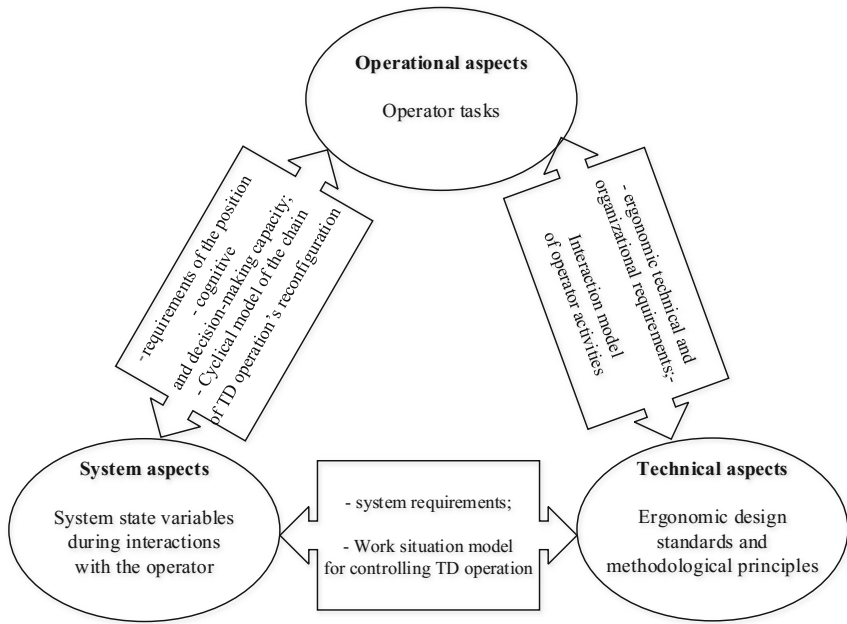 Operational aspects
Operator tasks
-requirements of the position
- cognitive
and decision-making capacity;
- Cyclical model of the chain
of TD operation’s reconfiguration
- ergonomic technical and
organizational requirements;-
Interaction model
of operator activities
System aspects
System state variables
during interactions
with the operator
- system requirements;
- Work situation model
for controlling TD operation
Technical aspects
Ergonomic design
standards and
methodological principles